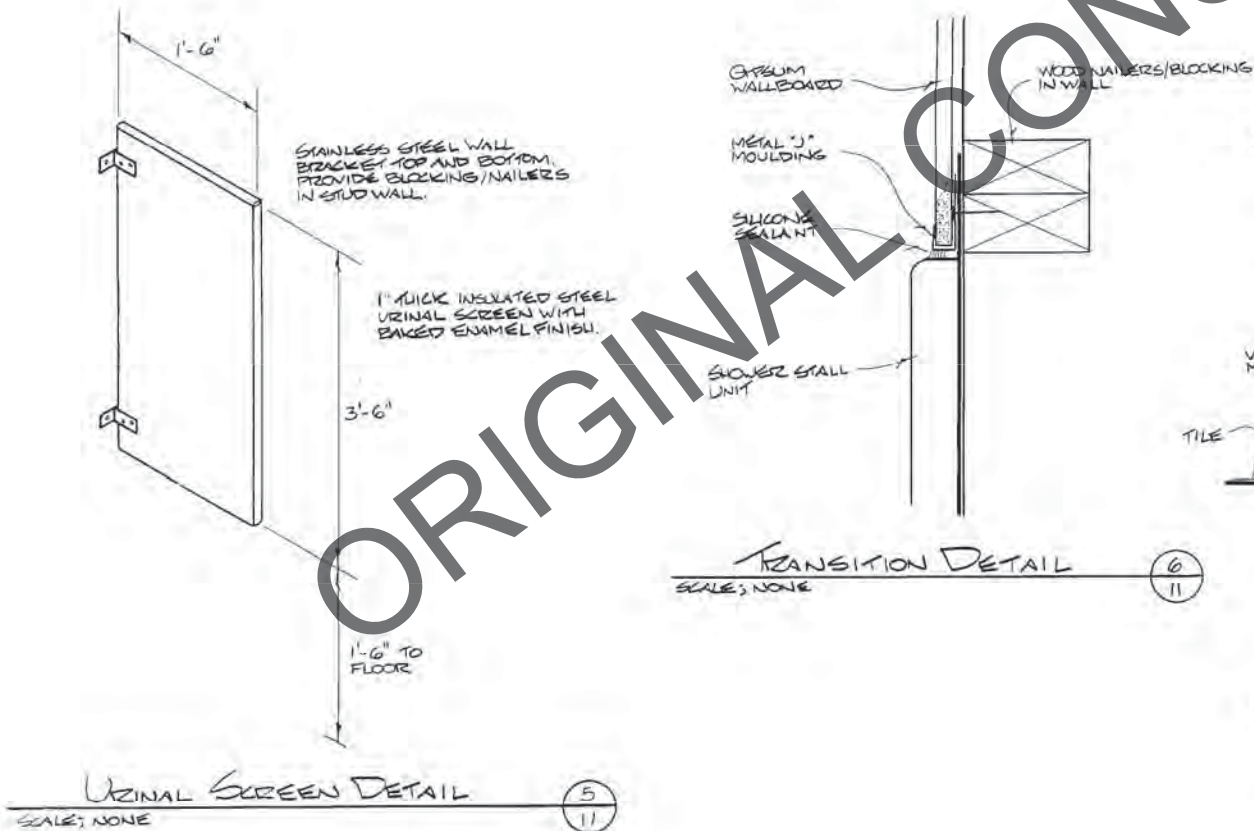 1'-6"
STAINLESS STEEL WALL
BRACKET TOP AND BOTTOM.
PROVIDE BLOCKING/NAILERS
IN STUD WALL.
1" THICK INSULATED STEEL
URINAL SCREEN WITH
BAKED ENAMEL FINISH.
3'-6"
1'-6" TO
FLOOR
URINAL SCREEN DETAIL
SCALE; NONE
5
11
GYPSUM
WALLBOARD
WOOD NAILERS/BLOCKING
IN WALL
METAL "J"
MOULDING
SILICONE
SEALANT
SHOWER STALL
UNIT
TILE
TRANSITION DETAIL
SCALE; NONE
6
11
ORIGINAL CONS